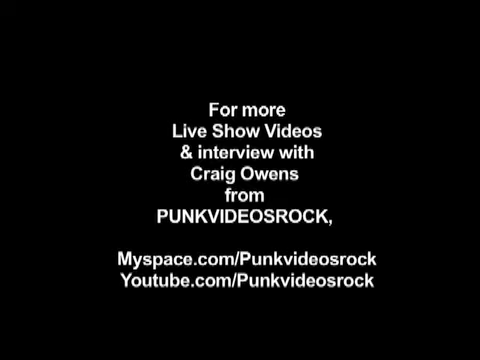 For more
Live Show Videos
& interview with
Craig Owens
from
PUNKVIDEOSROCK,
Myspace.com/Punkvideosrock
Youtube.com/Punkvideosrock